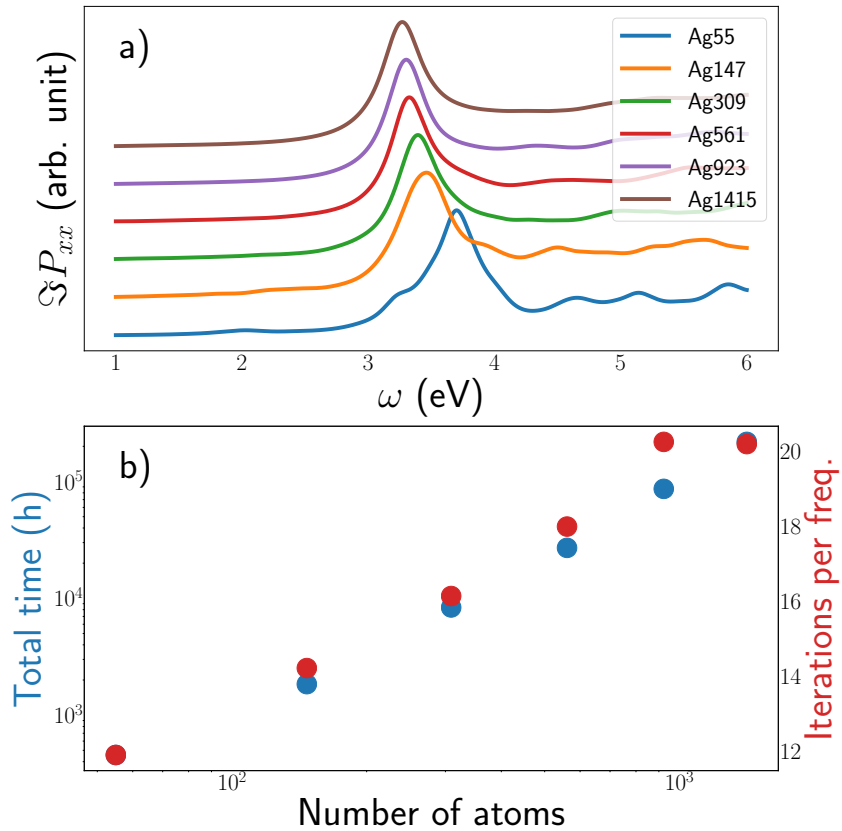 a)
ℑP_xx (arb. unit)
Ag55
Ag147
Ag309
Ag561
Ag923
Ag1415
1 2 3 4 5 6
ω (eV)
b)
Total time (h)
10^5
10^4
10^3
20
18
16
14
12
Iterations per freq.
10^2 10^3
Number of atoms